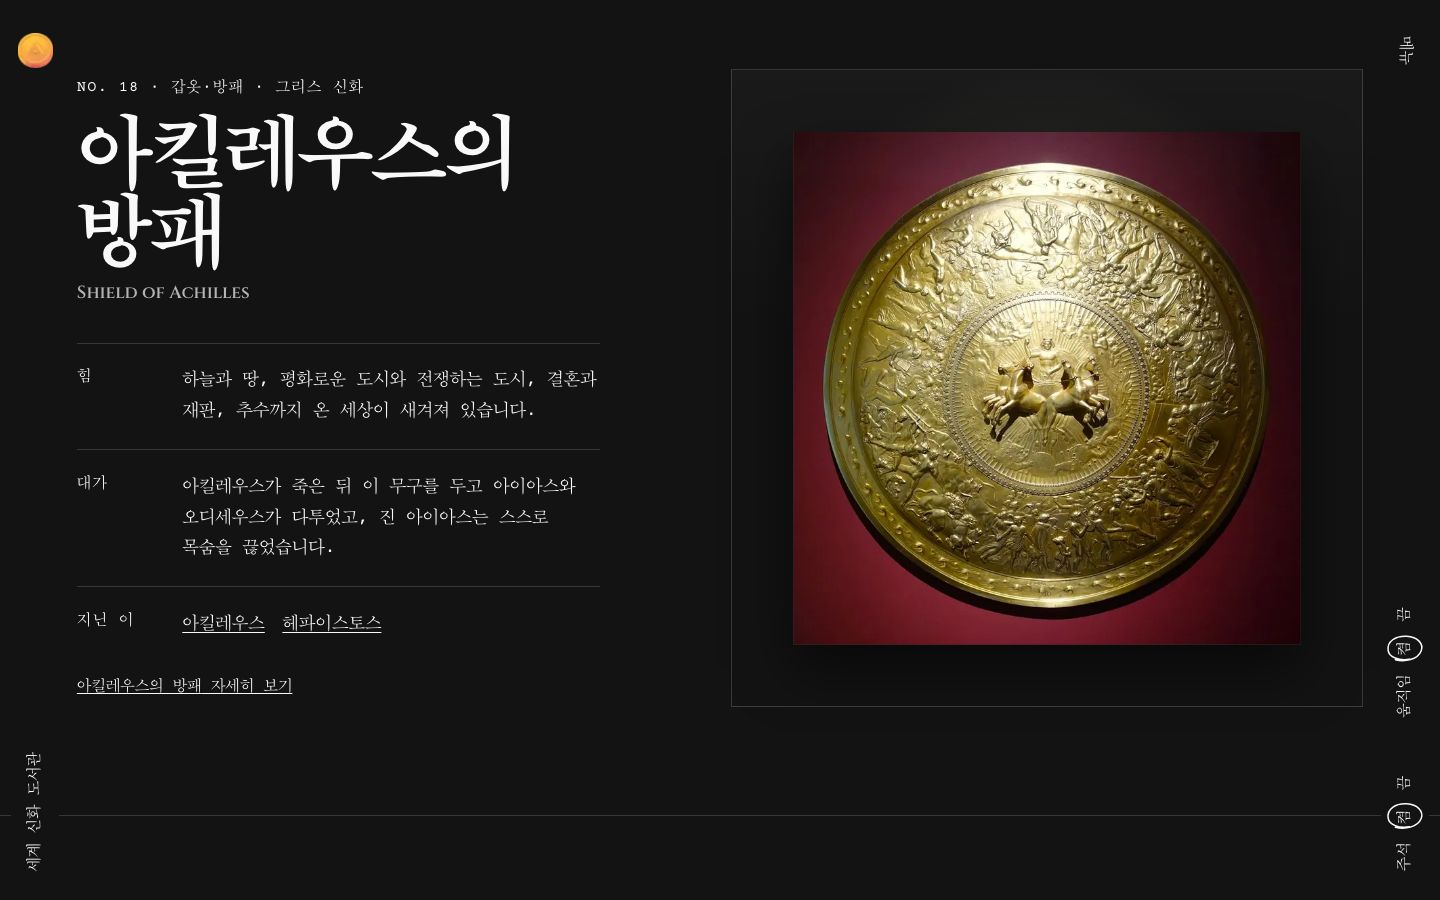 NO. 18 · 갑옷·방패 · 그리스 신화
아킬레우스의
방패
SHIELD OF ACHILLES
힘
하늘과 땅, 평화로운 도시와 전쟁하는 도시, 결혼과
재판, 추수까지 온 세상이 새겨져 있습니다.
대가
아킬레우스가 죽은 뒤 이 무구를 두고 아이아스와
오디세우스가 다투었고, 진 아이아스는 스스로
목숨을 끊었습니다.
지닌 이
아킬레우스 헤파이스토스
아킬레우스의 방패 자세히 보기
세계 신화 도서관
목록
움직임 켬 끔
주석 켬 끔